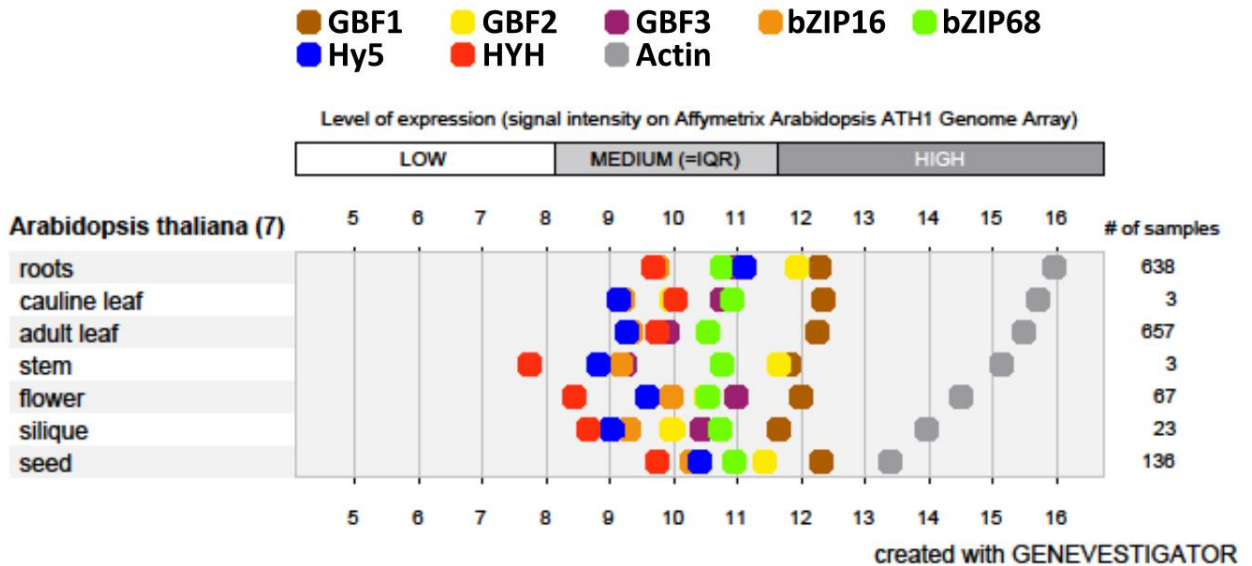 GBF1 GBF2 GBF3 bZIP16 bZIP68
Hy5 HYH Actin
Level of expression (signal intensity on Affymetrix Arabidopsis ATH1 Genome Array)
LOW MEDIUM (=IQR) HIGH
Arabidopsis thaliana (7) 5 6 7 8 9 10 11 12 13 14 15 16 # of samples
roots 638
cauline leaf 3
adult leaf 657
stem 3
flower 67
silique 23
seed 136
5 6 7 8 9 10 11 12 13 14 15 16
created with GENEVESTIGATOR